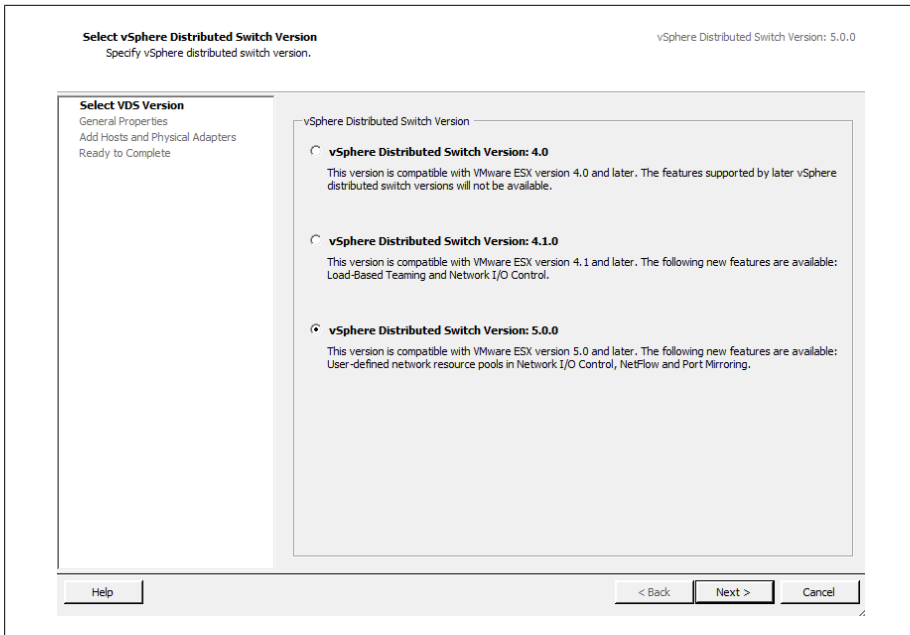 Select vSphere Distributed Switch Version
vSphere Distributed Switch Version: 5.0.0
Specify vSphere distributed switch version.
Select VDS Version
General Properties
Add Hosts and Physical Adapters
Ready to Complete
vSphere Distributed Switch Version
vSphere Distributed Switch Version: 4.0
This version is compatible with VMware ESX version 4.0 and later. The features supported by later vSphere
distributed switch versions will not be available.
vSphere Distributed Switch Version: 4.1.0
This version is compatible with VMware ESX version 4.1 and later. The following new features are available:
Load-Based Teaming and Network I/O Control.
vSphere Distributed Switch Version: 5.0.0
This version is compatible with VMware ESX version 5.0 and later. The following new features are available:
User-defined network resource pools in Network I/O Control, NetFlow and Port Mirroring.
Help
< Back
Next >
Cancel